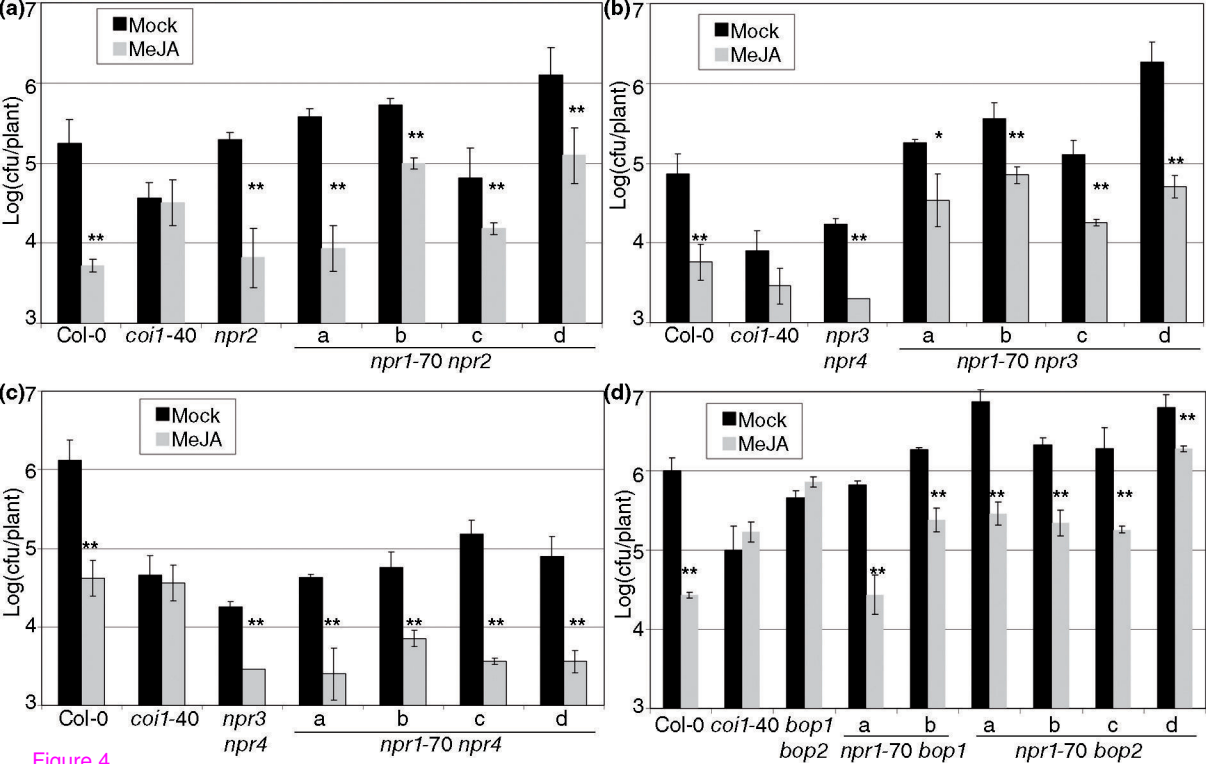 (a)
7
6
5
4
3
Log(cfu/plant)
Mock
MeJA
**
**
**
**
**
**
Col-0 coi1-40 npr2 a b c d
npr1-70 npr2
(b)
7
6
5
4
3
Log(cfu/plant)
Mock
MeJA
**
**
*
**
**
**
Col-0 coi1-40 npr3 a b c d
npr4 npr1-70 npr3
(c)
7
6
5
4
3
Log(cfu/plant)
Mock
MeJA
**
**
**
**
**
**
Col-0 coi1-40 npr3 a b c d
npr4 npr1-70 npr4
(d)
7
6
5
4
3
Log(cfu/plant)
Mock
MeJA
**
**
**
**
**
**
**
Col-0 coi1-40 bop1 a b a b c d
bop2 npr1-70 bop1 npr1-70 bop2
Figure 4